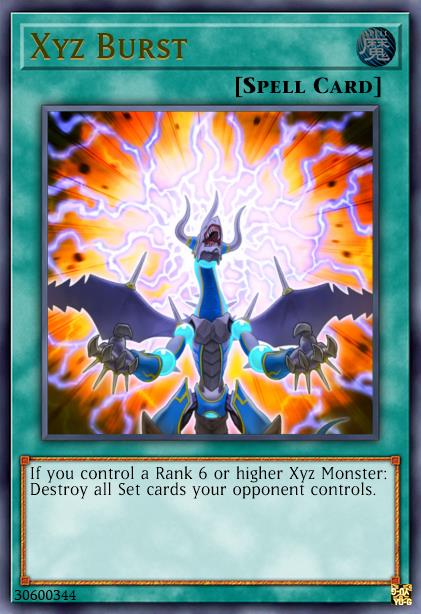 Xyz Burst
魔
[Spell Card]
If you control a Rank 6 or higher Xyz Monster:
Destroy all Set cards your opponent controls.
30600344